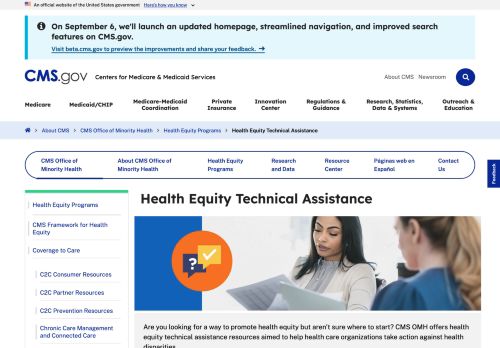 An official website of the United States government Here's how you know
On September 6, we'll launch an updated homepage, streamlined navigation, and improved search
features on CMS.gov.
Visit beta.cms.gov to preview the improvements and share your feedback.
CMS.gov Centers for Medicare & Medicaid Services
About CMS Newsroom
Medicare
Medicaid/CHIP
Medicare-Medicaid
Coordination
Private
Insurance
Innovation
Center
Regulations &
Guidance
Research, Statistics,
Data & Systems
Outreach &
Education
About CMS > CMS Office of Minority Health > Health Equity Programs > Health Equity Technical Assistance
Feedback
CMS Office of
Minority Health
About CMS Office of
Minority Health
Health Equity
Programs
Research
and Data
Resource
Center
Páginas web en
Español
Contact
Us
Health Equity Programs
CMS Framework for Health
Equity
Coverage to Care
C2C Consumer Resources
C2C Partner Resources
C2C Prevention Resources
Chronic Care Management
and Connected Care
Health Equity Technical Assistance
?
Are you looking for a way to promote health equity but aren't sure where to start? CMS OMH offers health
equity technical assistance resources aimed to help health care organizations take action against health
disparities.